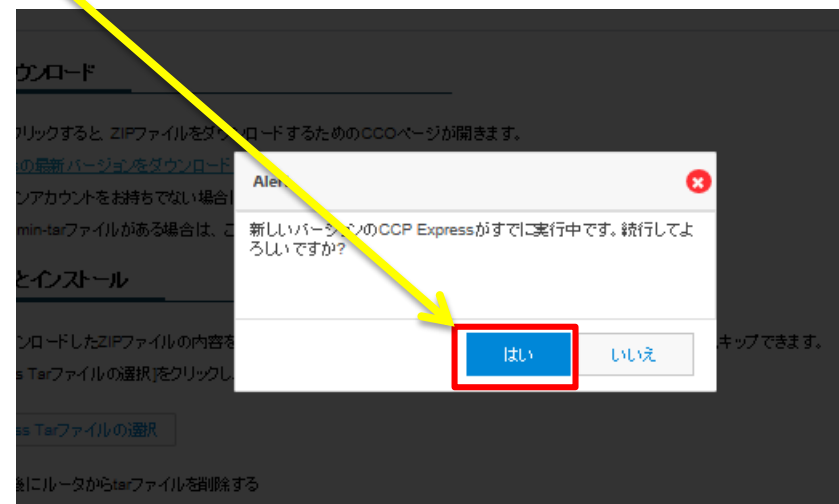 ウンロード
クリックすると、ZIPファイルをダウンロードするためのCCOページが開きます。
の最新バージョンをダウンロード
ンアカウントをお持ちでない場合
min-tarファイルがある場合は、こ
Aler
新しいバージョンのCCP Expressがすでに実行中です。続行してよ
ろしいですか?
とインストール
ンロードしたZIPファイルの内容を
キップできます。
s Tarファイルの選択]をクリックし
はい
いいえ
ss Tarファイルの選択
後にルータからtarファイルを削除する